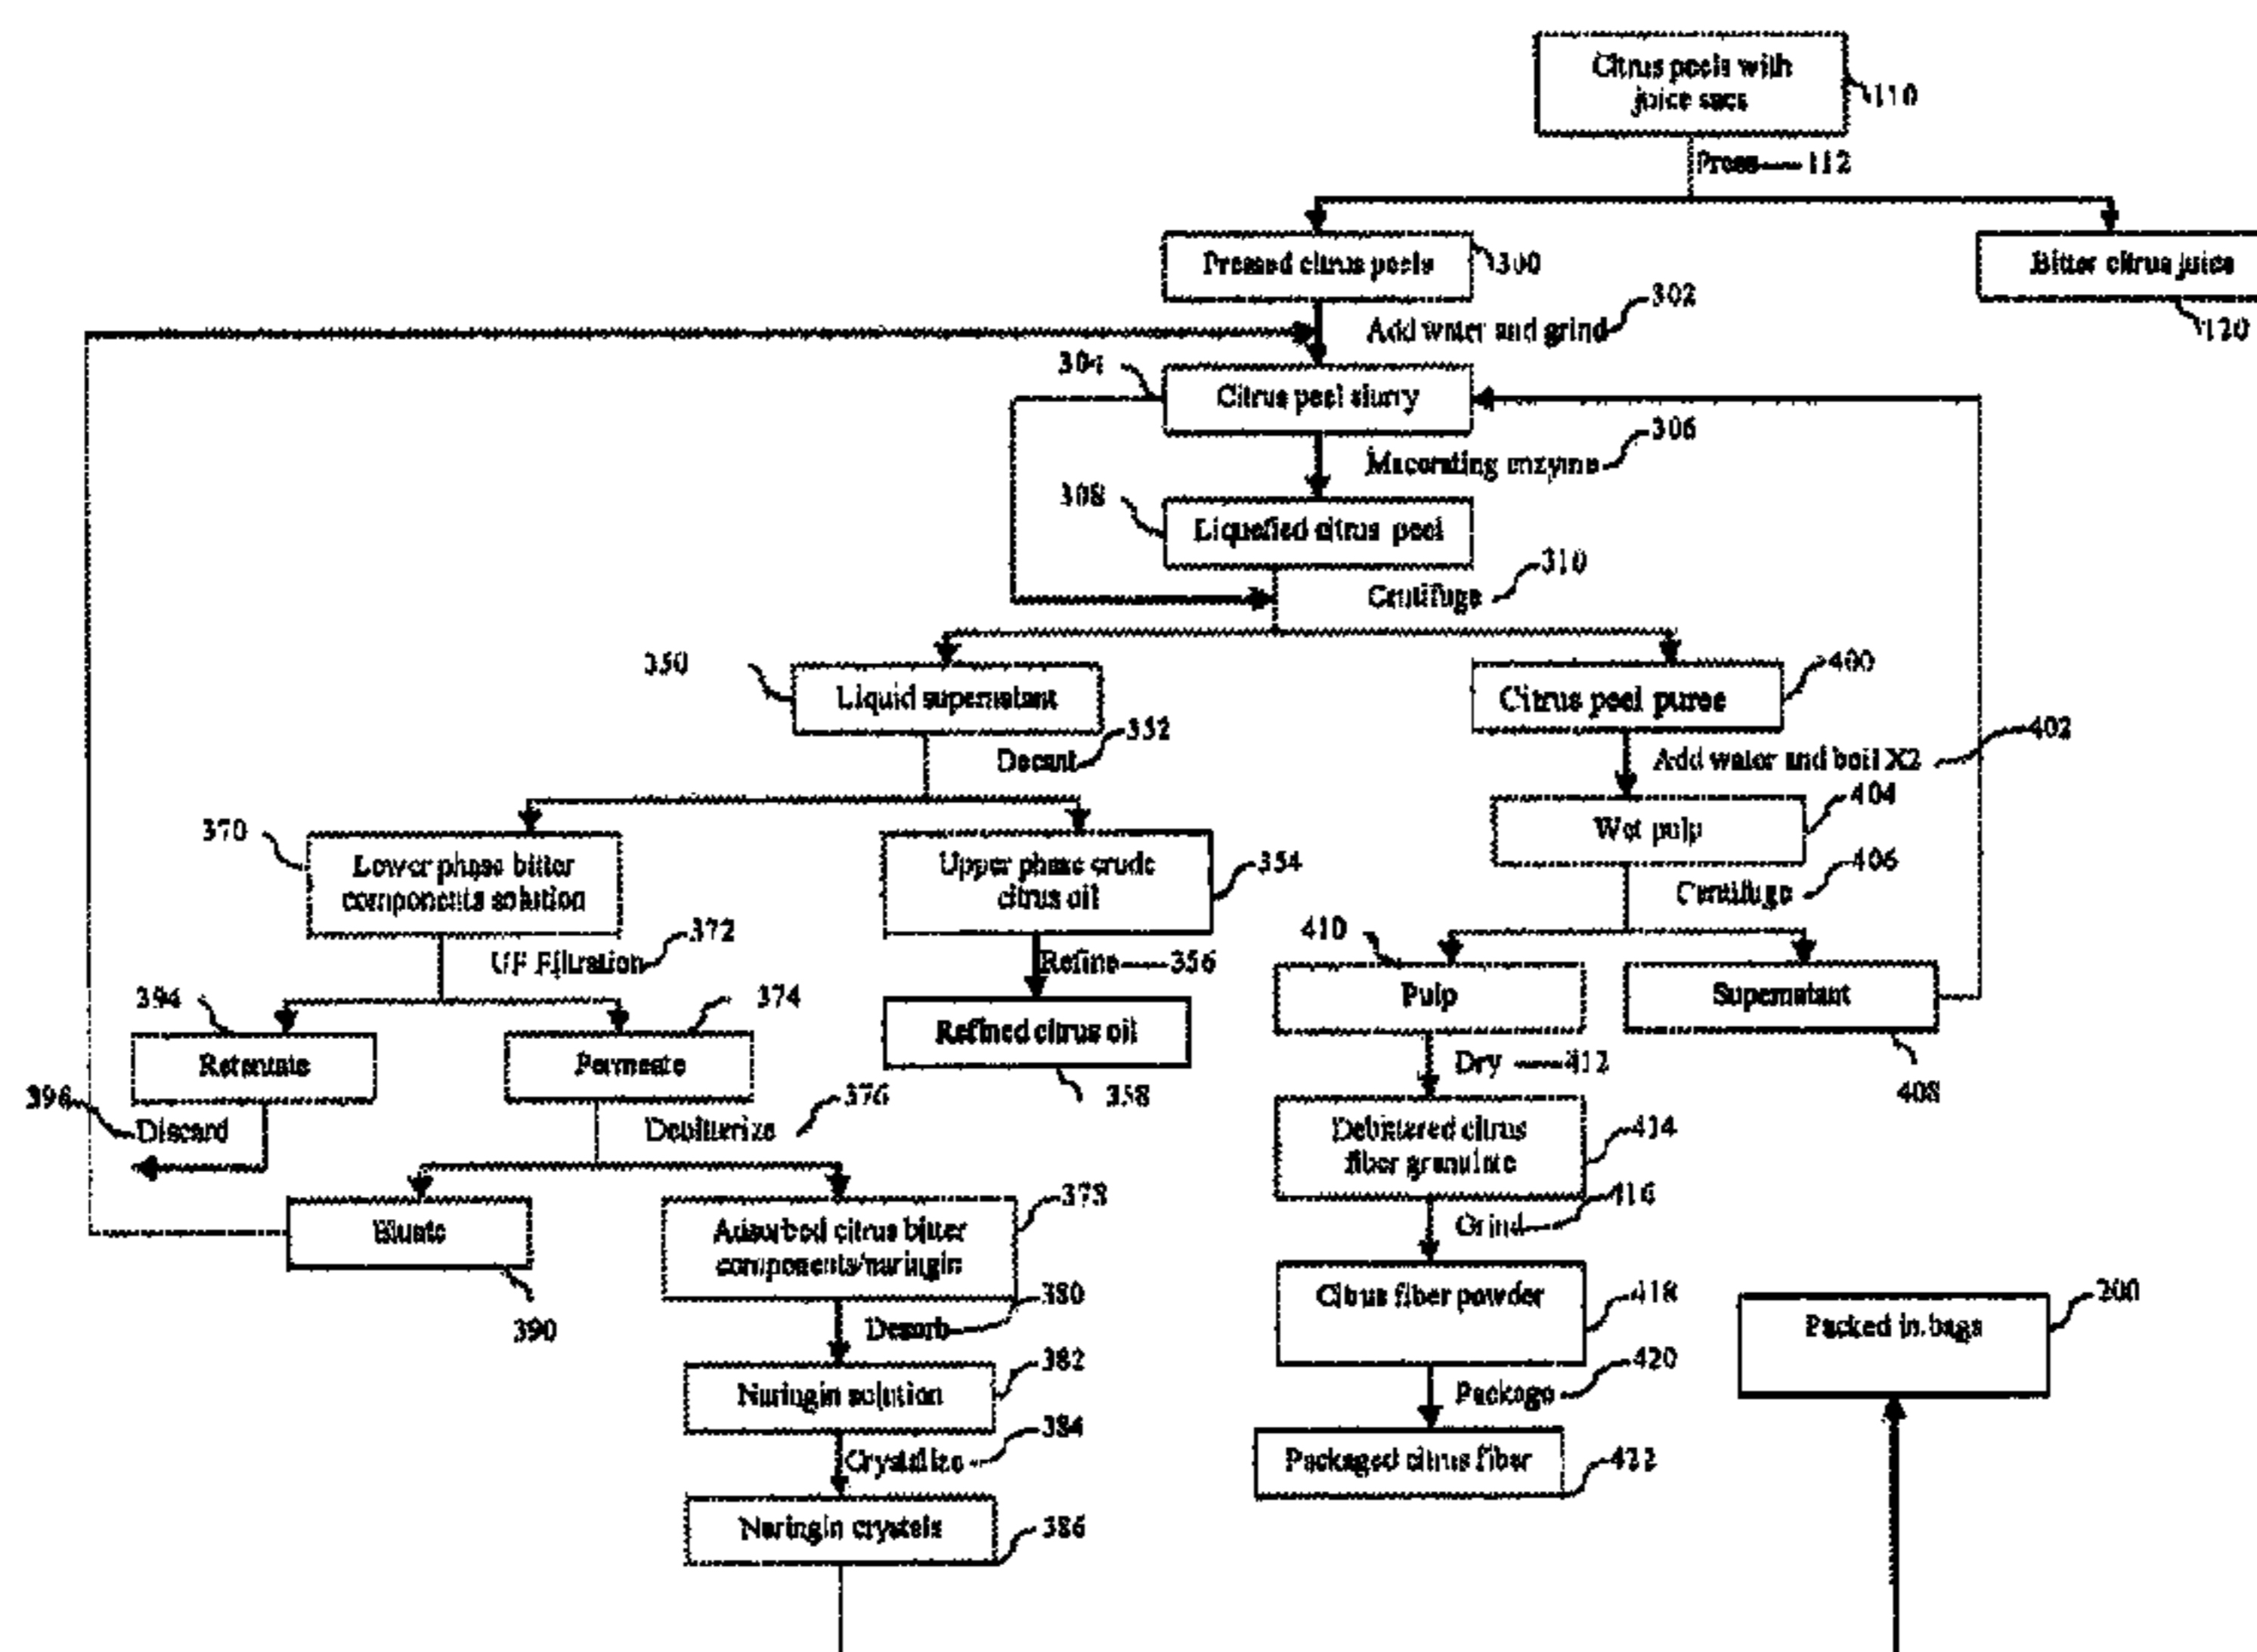 Citrus peels with
juice sacs
110
Press 112
Pressed citrus peels
300
Bitter citrus juice
120
302
Add water and grind
304
Citrus peel slurry
306
Macerating enzyme
308
Liquefied citrus peel
310
Centifuge
350
Liquid supernatant
400
Citrus peel puree
352
Decant
402
Add water and boil X2
404
Wet pulp
370
Lower phase bitter
components solution
Upper phase crude
citrus oil
354
406
Centifuge
372
UF Filtration
Refine 356
410
Pulp
Supernatant
408
394
Retentate
374
Permeate
Refined citrus oil
358
Dry 412
396
Discard
376
Debitterize
Debittered citrus
fiber granulate
414
Eluate
390
378
Adsorbed citrus bitter
components/naringin
416
Grind
380
Desorb
Citrus fiber powder
418
200
Packed in bags
382
Naringin solution
420
Package
384
Crystallize
Packaged citrus fiber
422
Naringin crystals
386